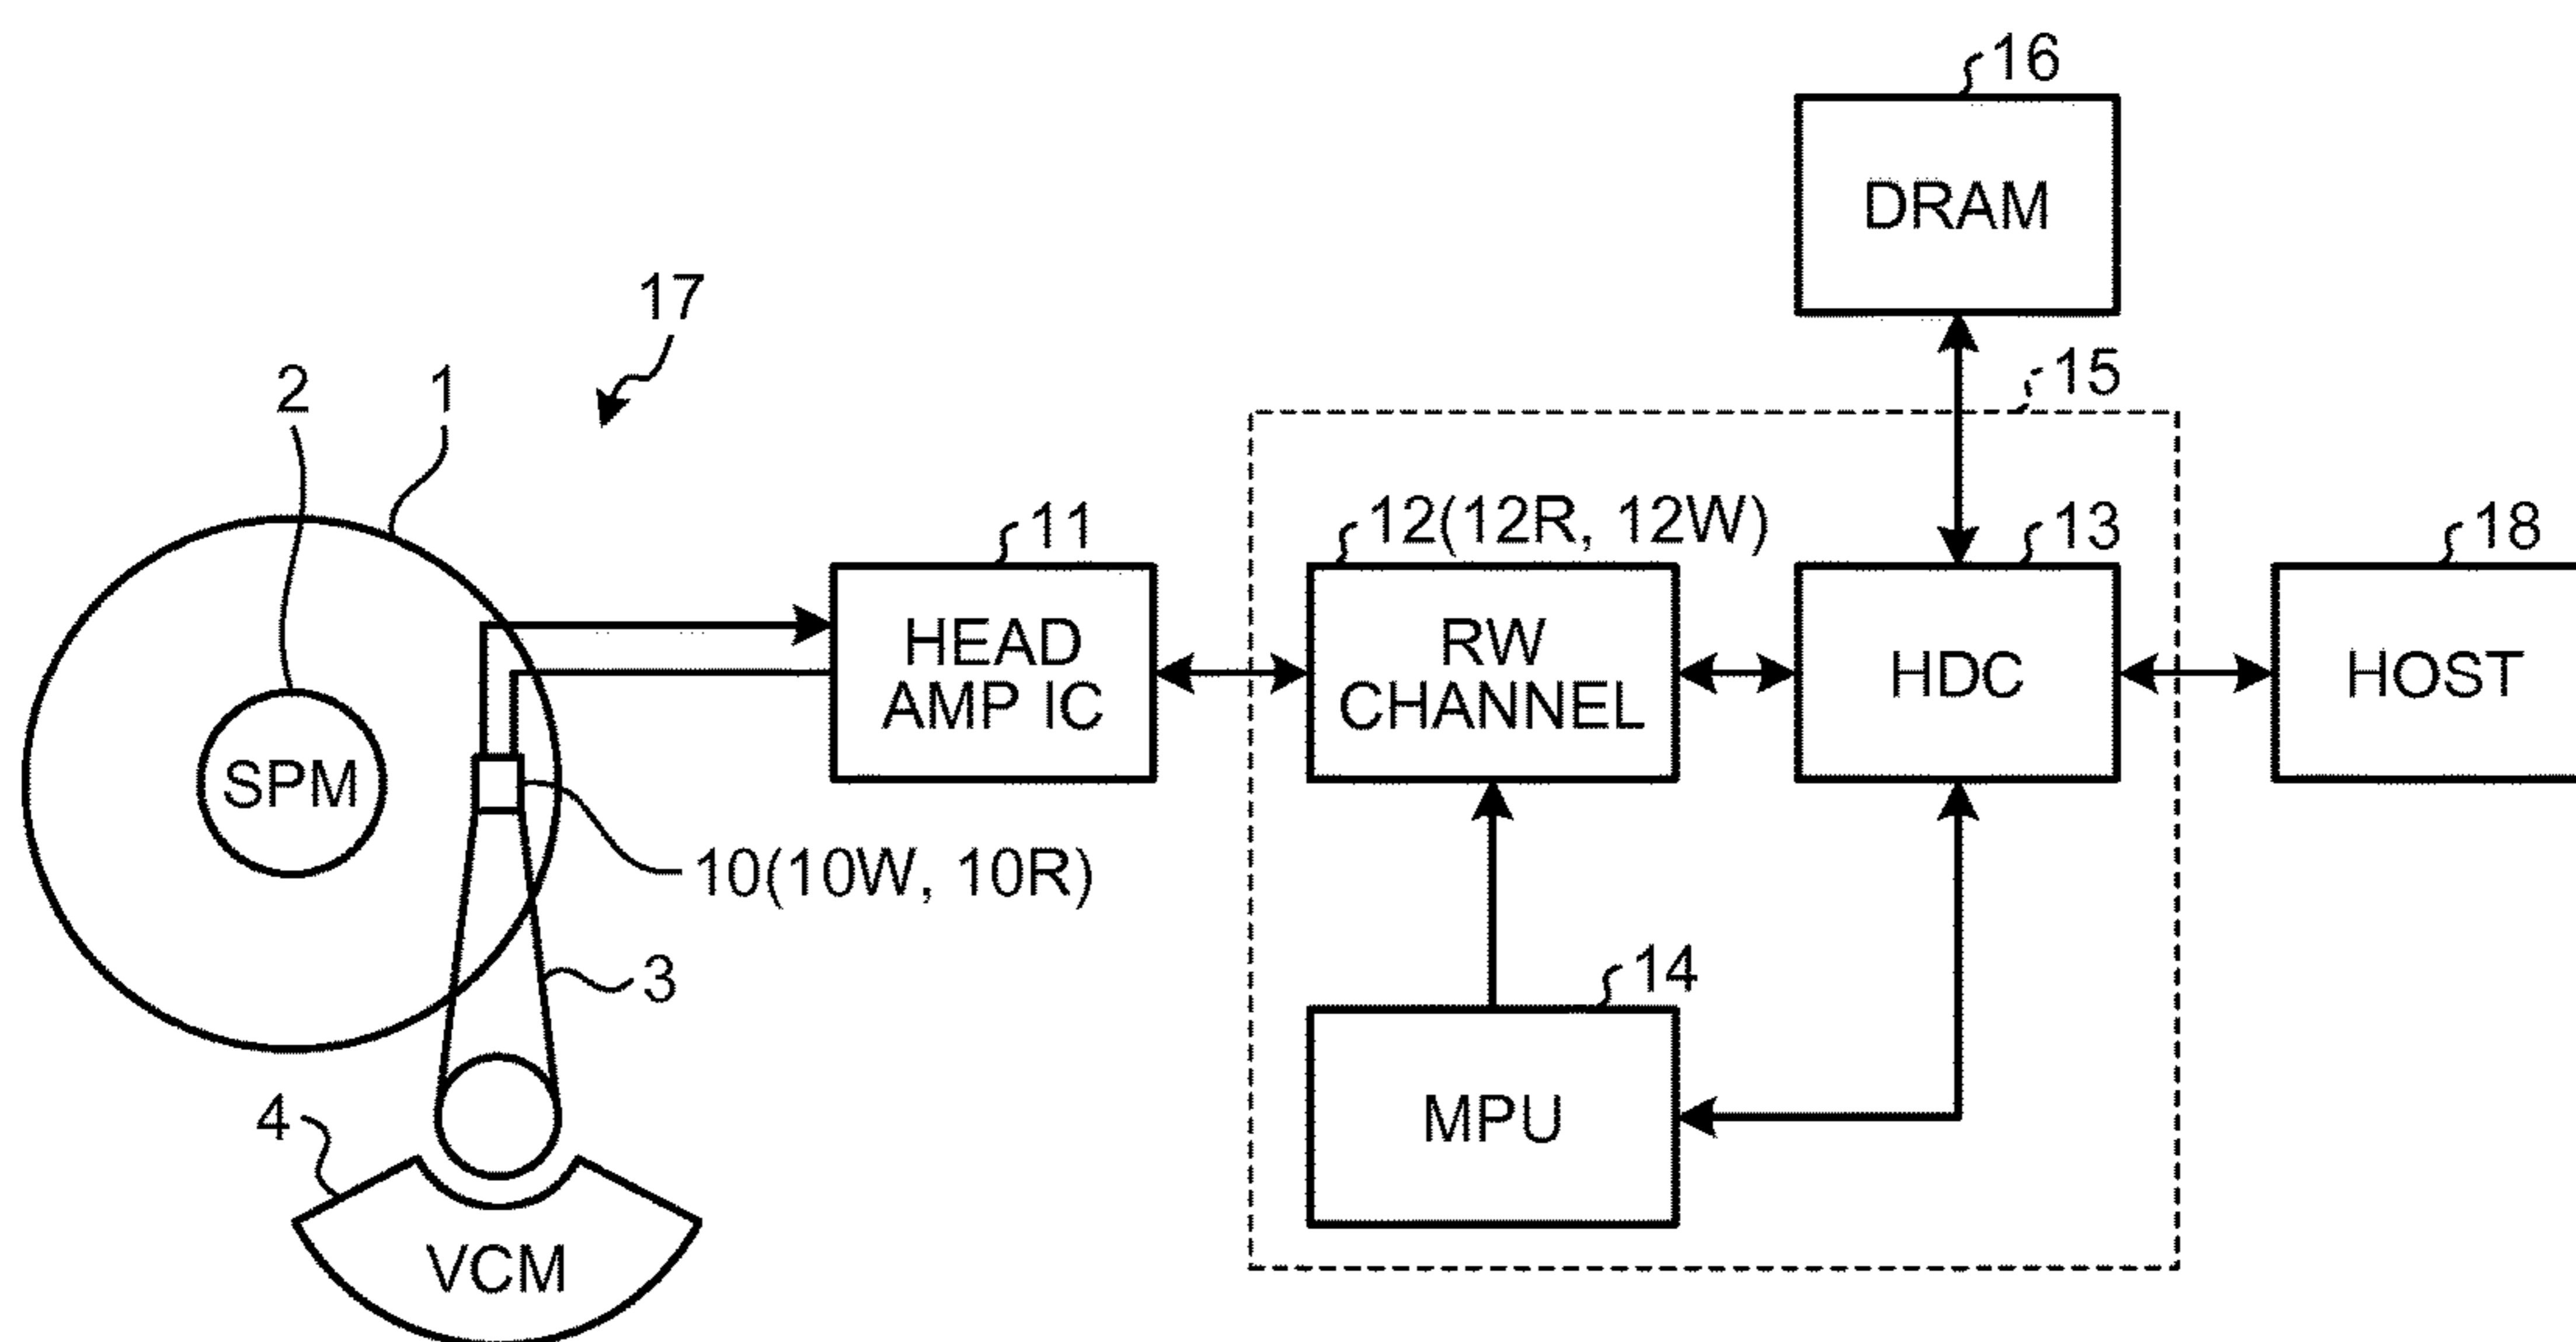 16
DRAM
17
15
2
1
11
12(12R, 12W)
13
18
HEAD
AMP IC
RW
CHANNEL
HDC
HOST
SPM
10(10W, 10R)
3
14
MPU
4
VCM